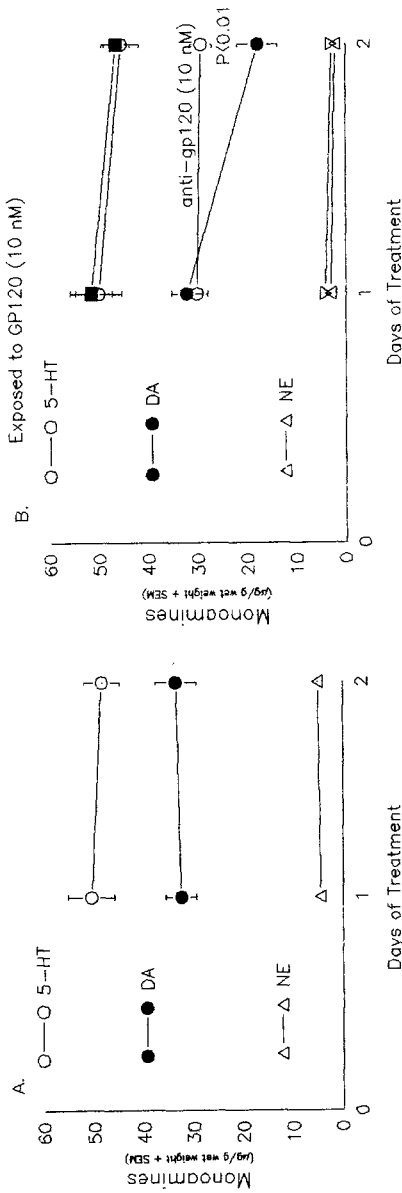 A.
60
50
40
30
20
10
0
Monoamines
(µg/g wet weight + SEM)
5-HT
DA
NE
0
1
2
Days of Treatment
B.
Exposed to GP120 (10 nM)
60
50
40
30
20
10
0
Monoamines
(µg/g wet weight + SEM)
5-HT
DA
NE
anti-gp120 (10 nM)
P<0.01
0
1
2
Days of Treatment